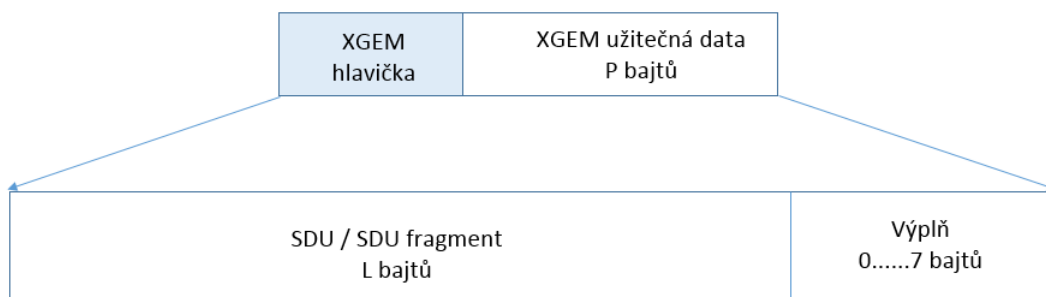 XGEM
hlavička
XGEM užitečná data
P bajtů
SDU / SDU fragment
L bajtů
Výplň
0......7 bajtů